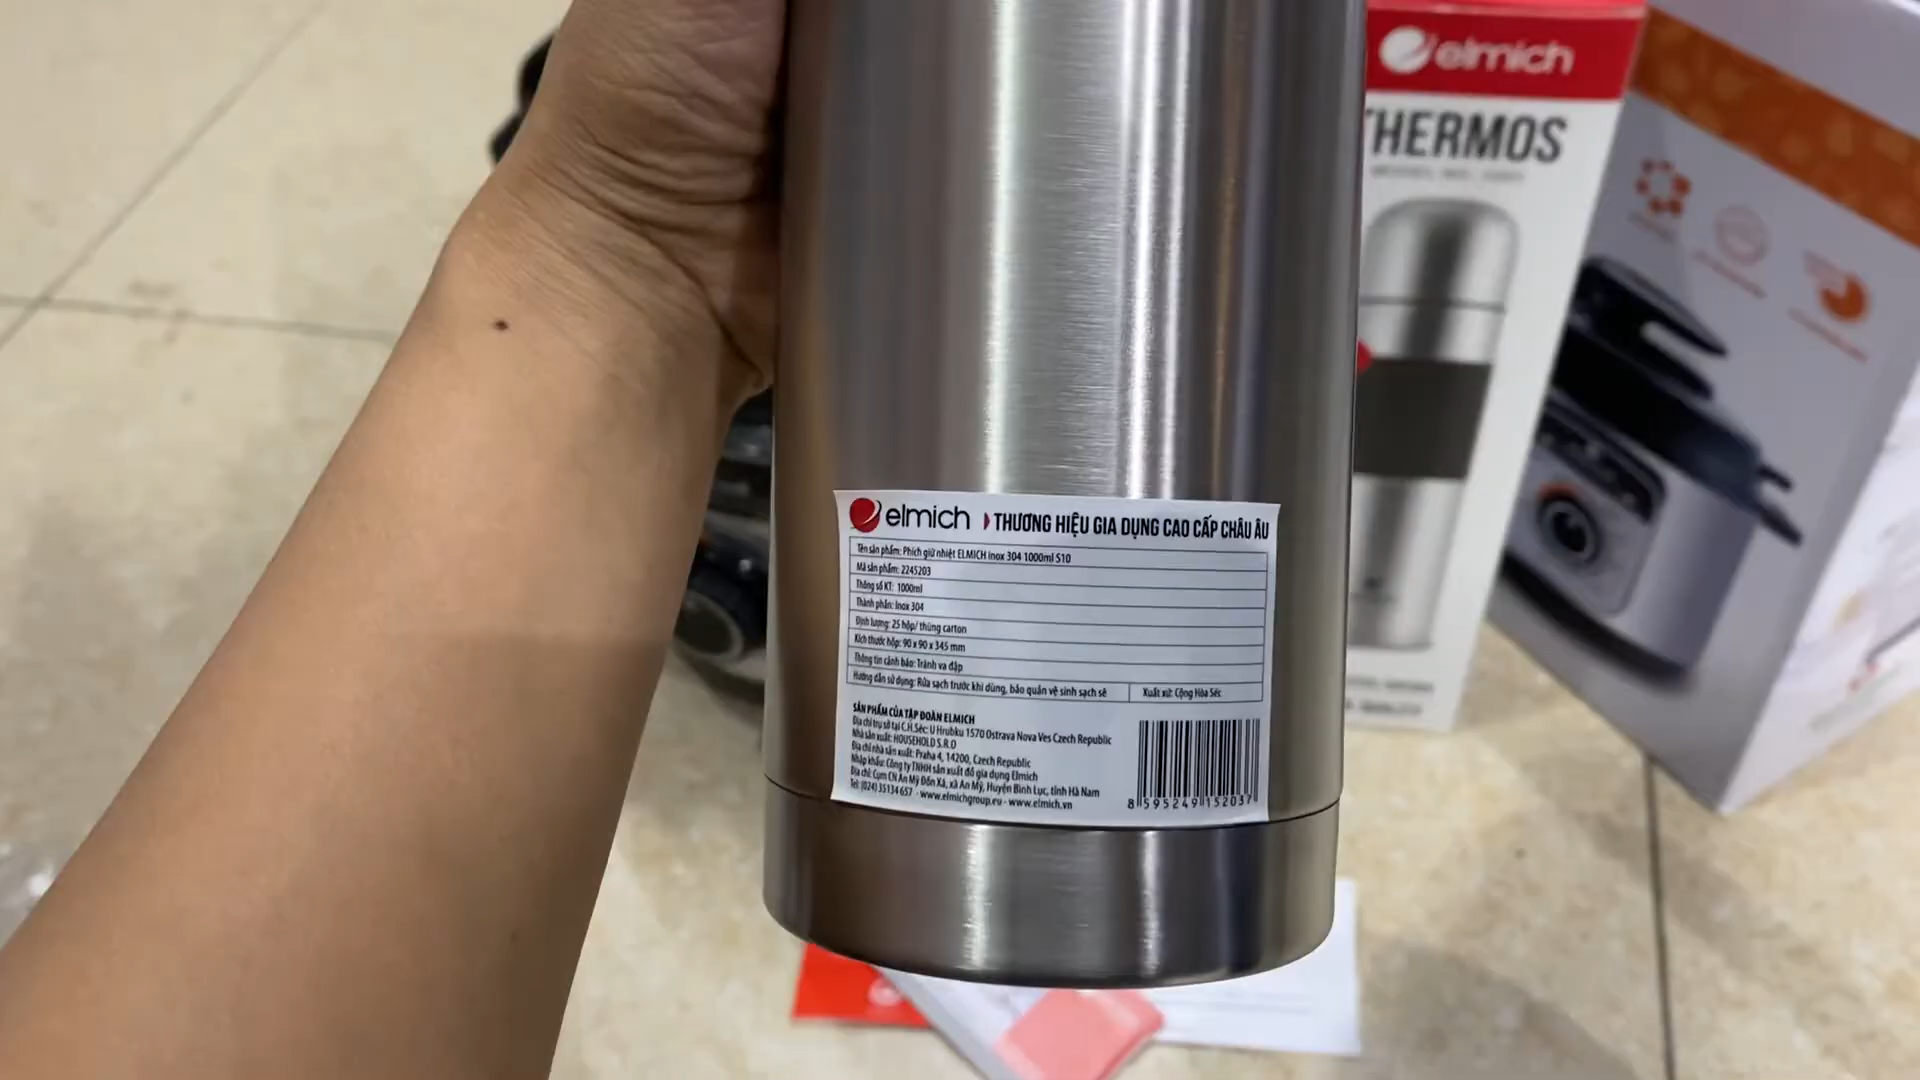 elmich
THERMOS
elmich THƯƠNG HIỆU GIA DỤNG CAO CẤP CHÂU ÂU
Tên sản phẩm: Phích giữ nhiệt ELMICH inox 304 1000ml S10
Mã sản phẩm: 2245203
Thông số KT: 1000ml
Thành phần: Inox 304
Định lượng: 25 hộp/ thùng carton
Kích thước hộp: 90 x 90 x 345 mm
Thông tin cảnh báo: Tránh va đập
Hướng dẫn sử dụng: Rửa sạch trước khi dùng, bảo quản vệ sinh sạch sẽ
Xuất xứ: Cộng Hòa Séc
SẢN PHẨM CỦA TẬP ĐOÀN ELMICH
Địa chỉ trụ sở tại C.H.Séc: U Hrubku 1570 Ostrava Nova Ves Czech Republic
Nhà sản xuất: HOUSEHOLD S.R.O
Địa chỉ nhà sản xuất: Praha 4, 14200, Czech Republic
Nhập khẩu: Công ty TNHH sản xuất đồ gia dụng Elmich
Địa chỉ: Cụm CN An Mỹ Đồn Xá, xã An Mỹ, Huyện Bình Lục, tỉnh Hà Nam
Tel: (024) 35134 657 - www.elmichgroup.eu - www.elmich.vn
8 595249 152037